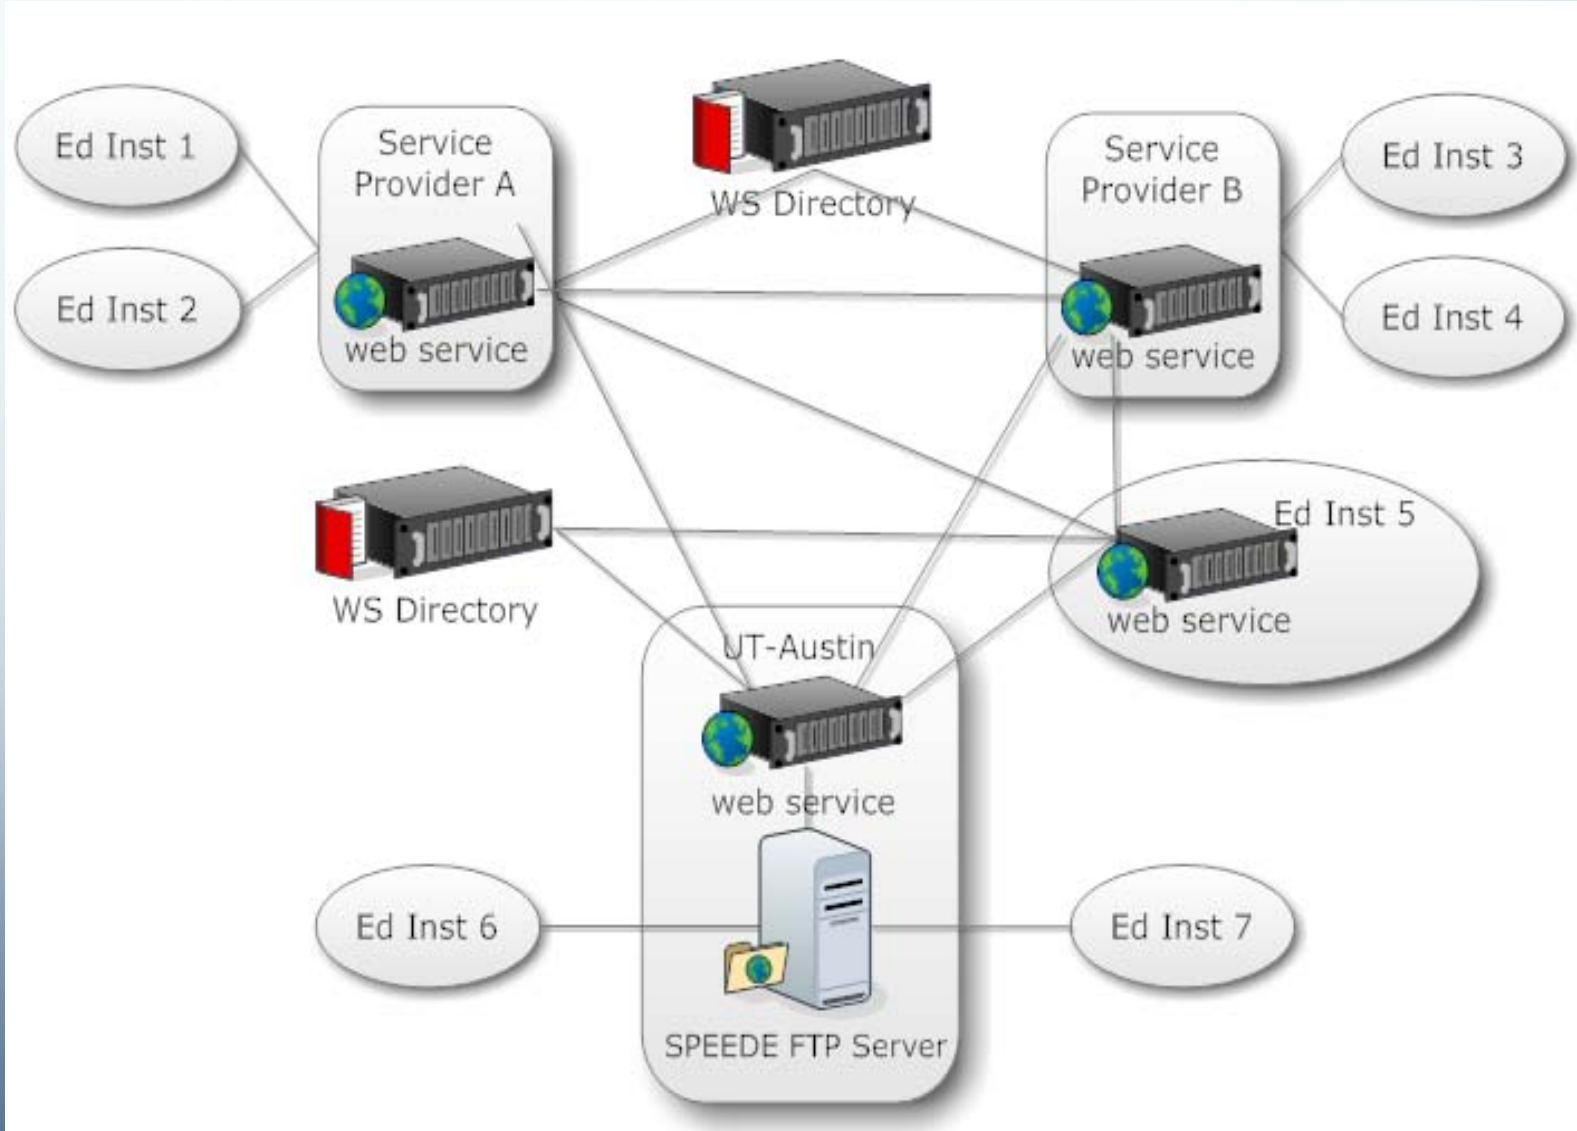 Ed Inst 1
Service
Provider A
WS Directory
Service
Provider B
Ed Inst 3
Ed Inst 2
web service
web service
Ed Inst 4
WS Directory
Ed Inst 5
web service
UT-Austin
web service
Ed Inst 6
Ed Inst 7
SPEEDE FTP Server